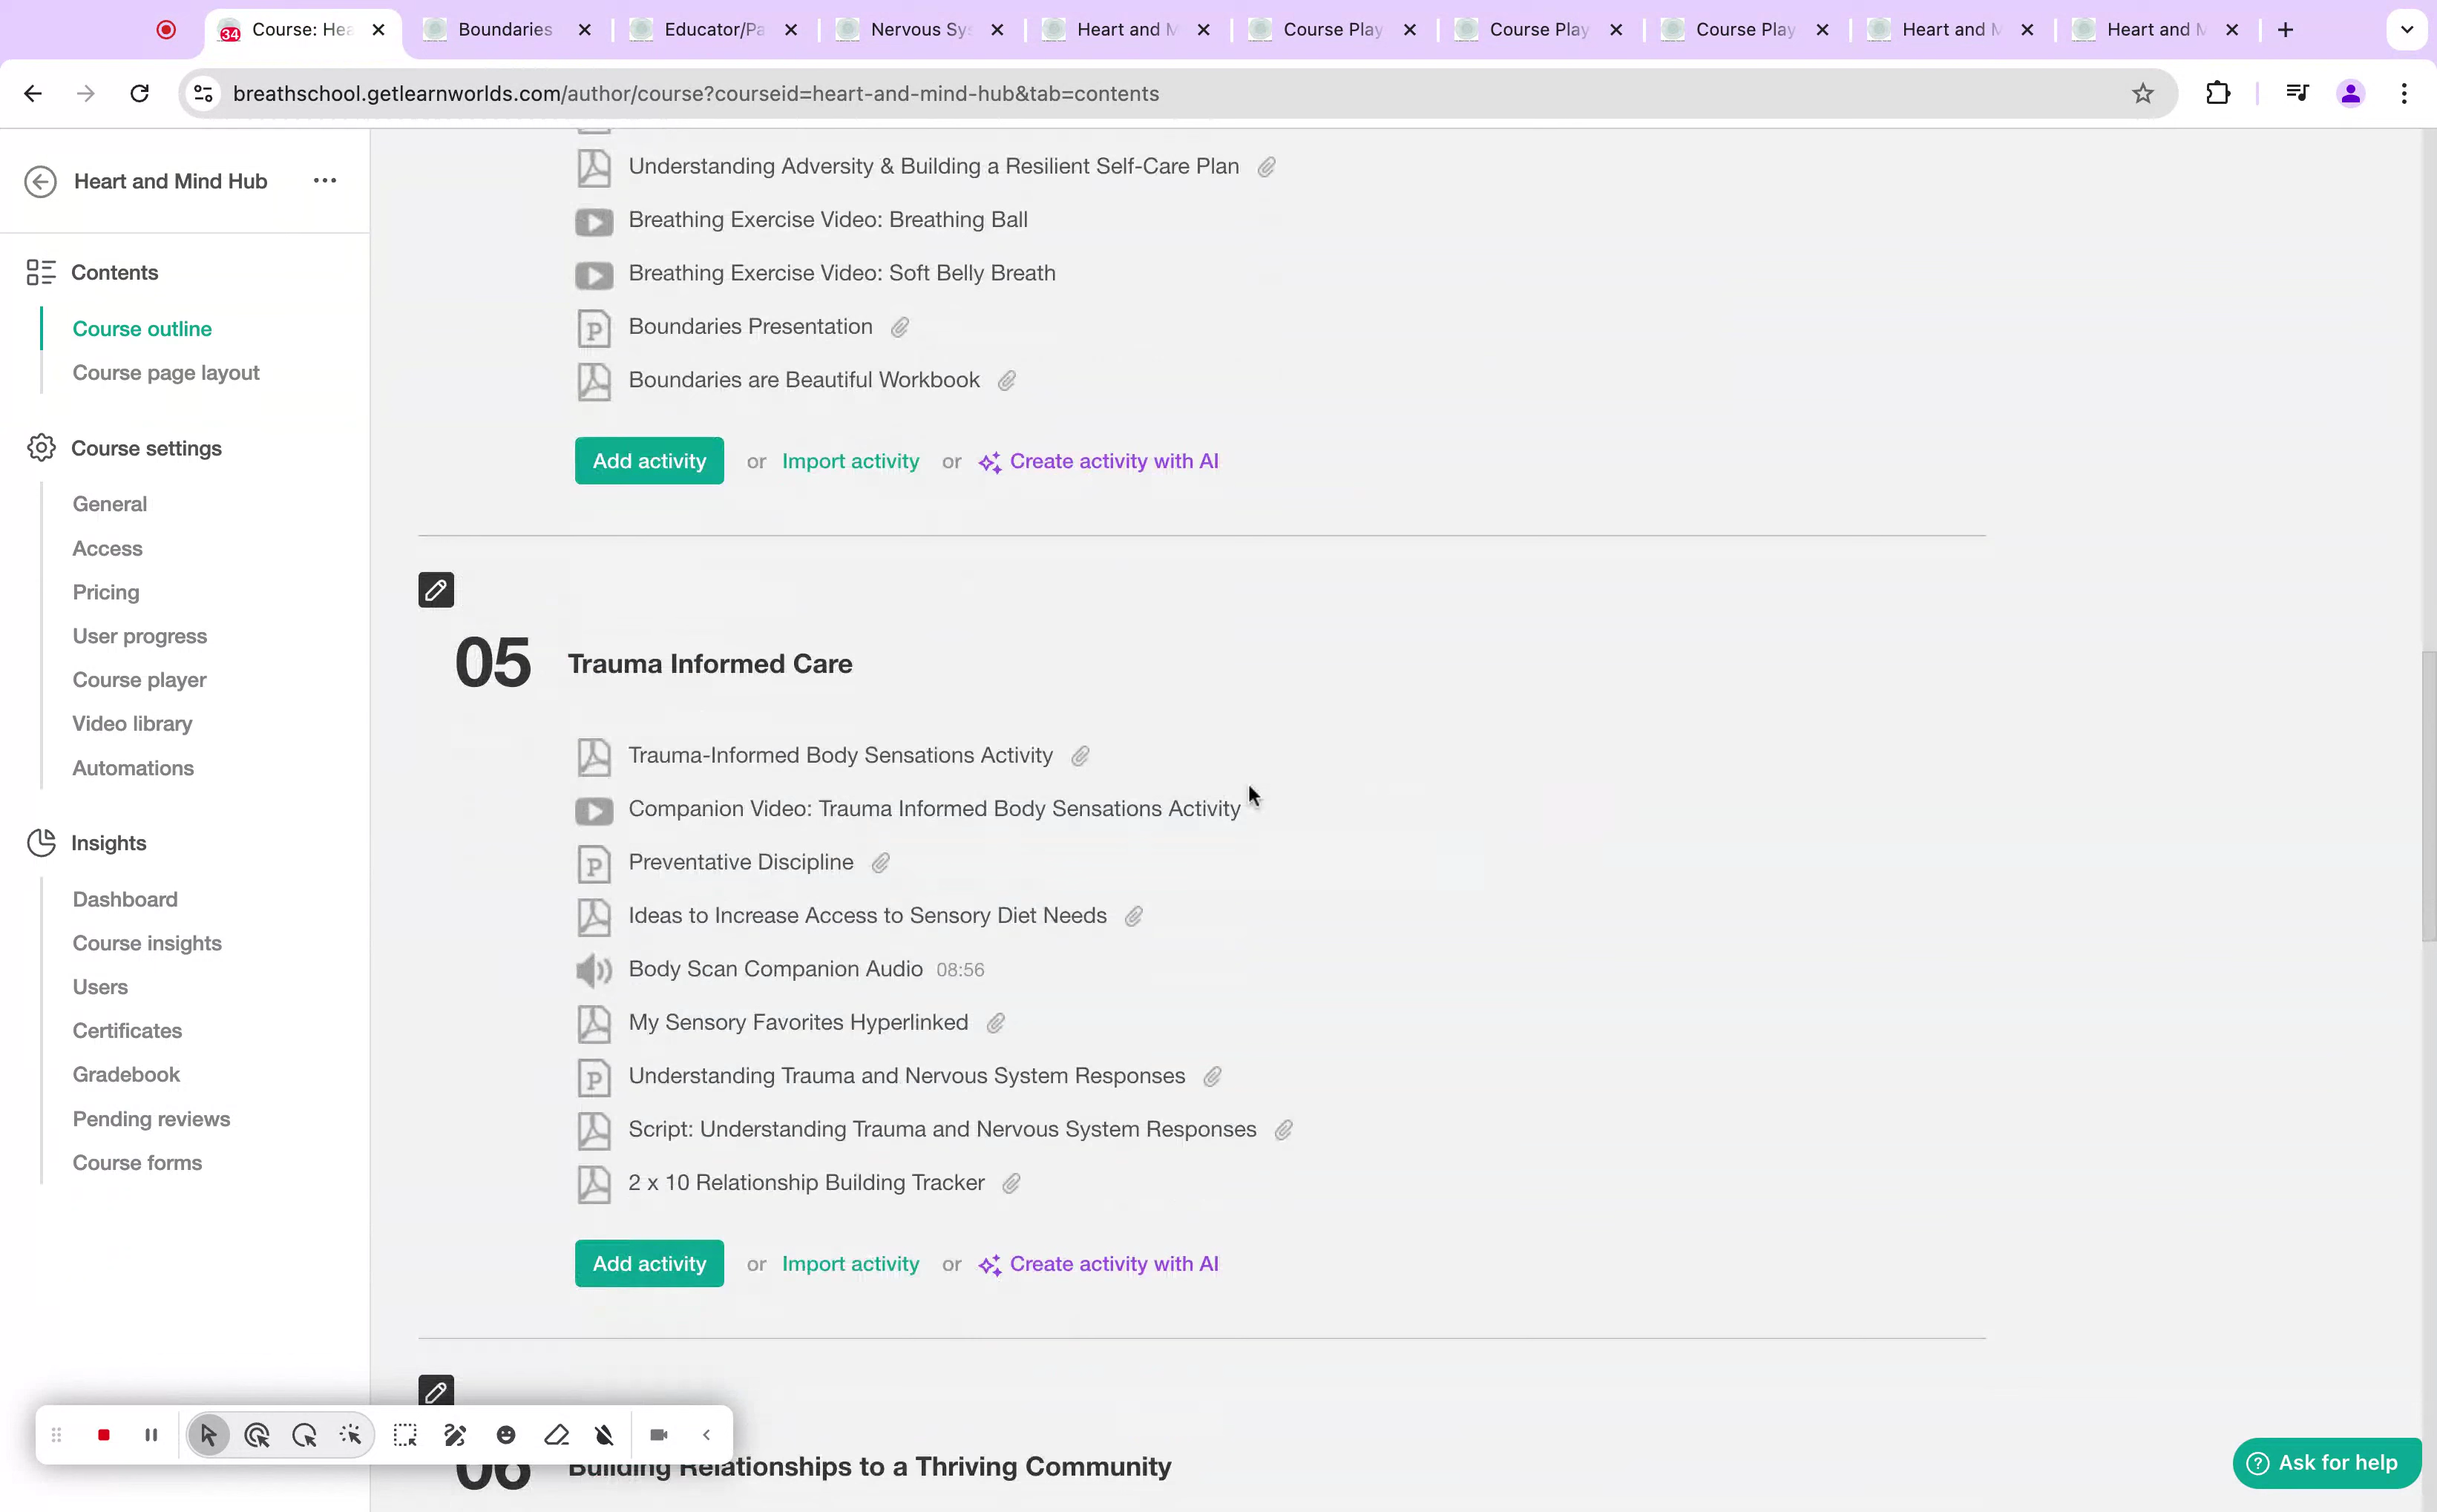 34
Course: Hea
Boundaries
Educator/Pa
Nervous Sys
Heart and M
Course Play
Course Play
Course Play
Heart and M
Heart and M
breathschool.getlearnworlds.com/author/course?courseid=heart-and-mind-hub&tab=contents
Heart and Mind Hub
Contents
Course outline
Course page layout
Course settings
General
Access
Pricing
User progress
Course player
Video library
Automations
Insights
Dashboard
Course insights
Users
Certificates
Gradebook
Pending reviews
Course forms
Understanding Adversity & Building a Resilient Self-Care Plan
Breathing Exercise Video: Breathing Ball
Breathing Exercise Video: Soft Belly Breath
Boundaries Presentation
Boundaries are Beautiful Workbook
Add activity or Import activity or Create activity with AI
05 Trauma Informed Care
Trauma-Informed Body Sensations Activity
Companion Video: Trauma Informed Body Sensations Activity
Preventative Discipline
Ideas to Increase Access to Sensory Diet Needs
Body Scan Companion Audio 08:56
My Sensory Favorites Hyperlinked
Understanding Trauma and Nervous System Responses
Script: Understanding Trauma and Nervous System Responses
2 x 10 Relationship Building Tracker
Add activity or Import activity or Create activity with AI
06 Building Relationships to a Thriving Community
Ask for help